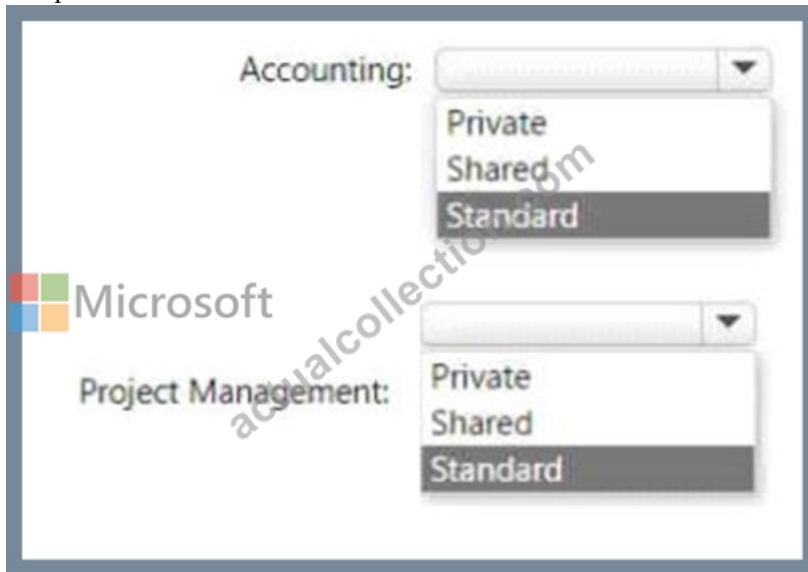 Accounting:
Private
Shared
Standard
Microsoft
Project Management:
Private
Shared
Standard
actualcollection.com